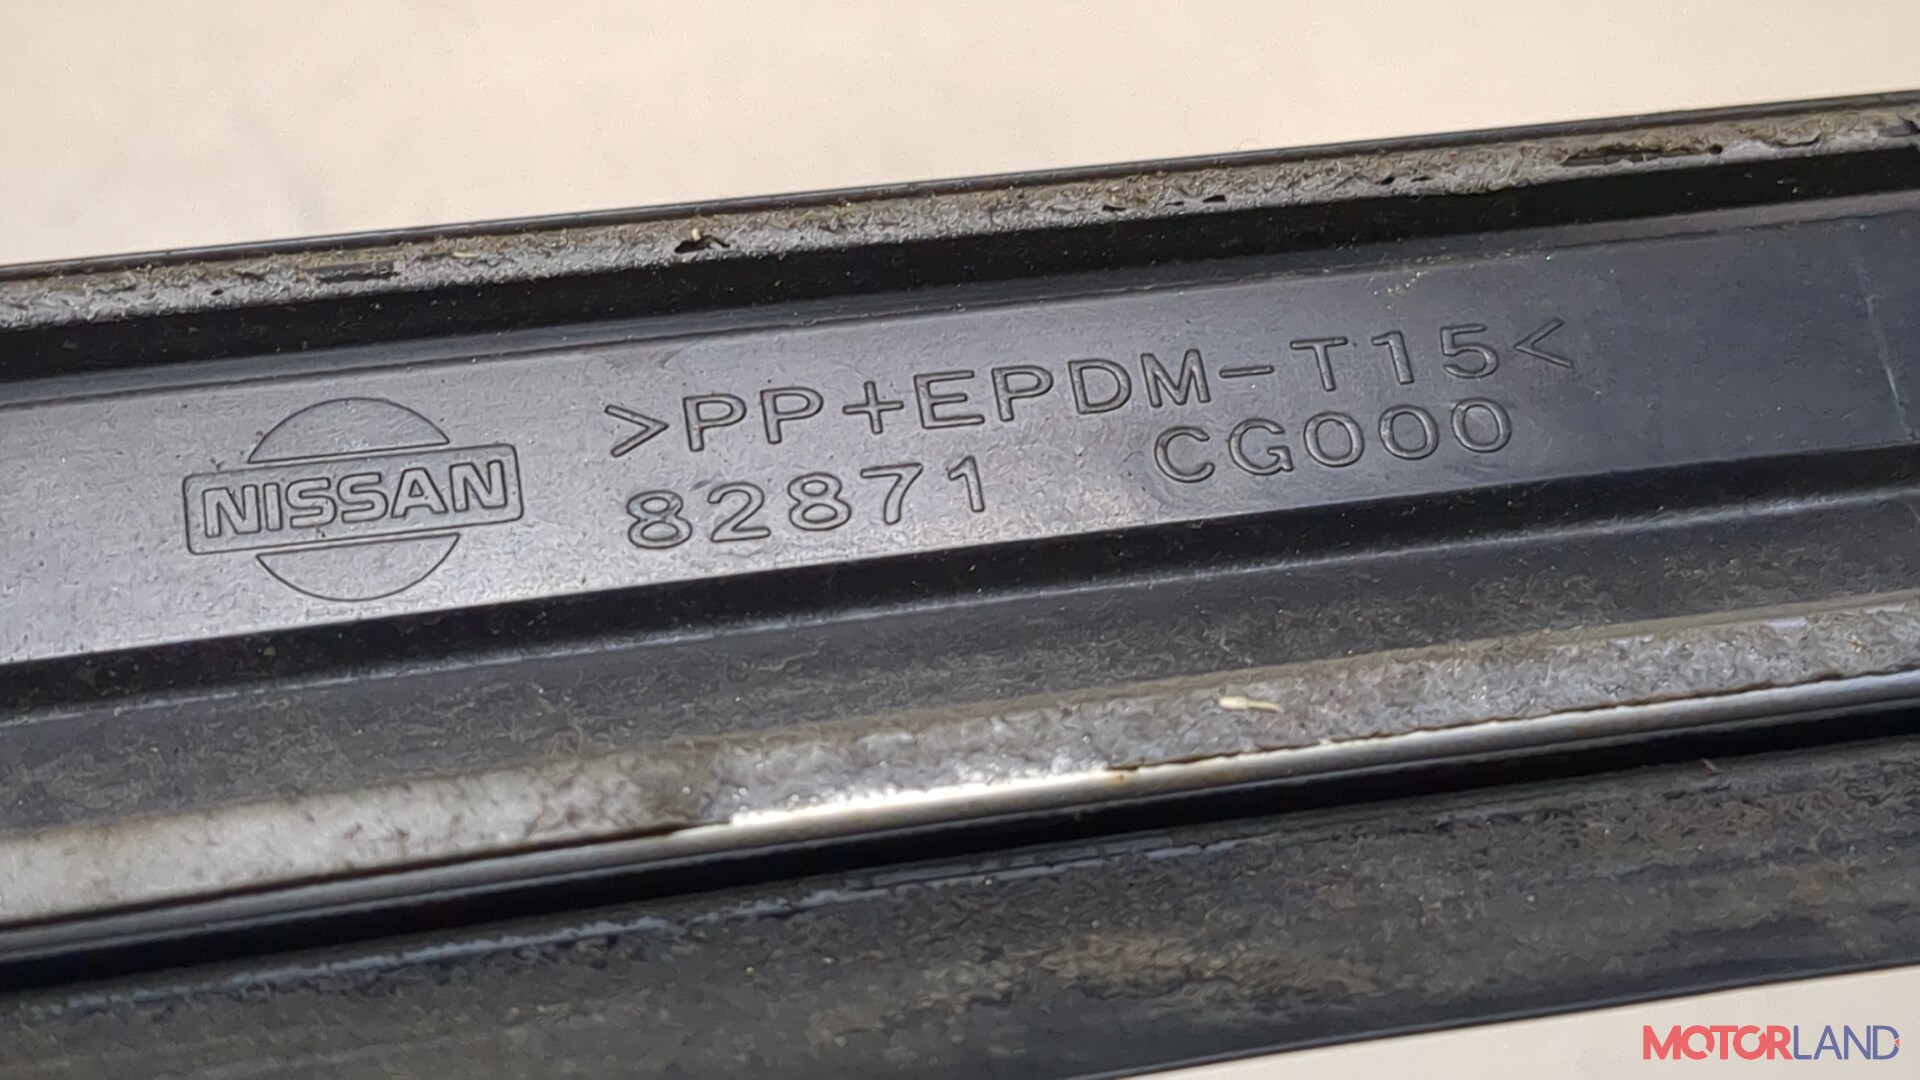 NISSAN
>PP+EPDM-T15<
82871 CG000
MOTORLAND